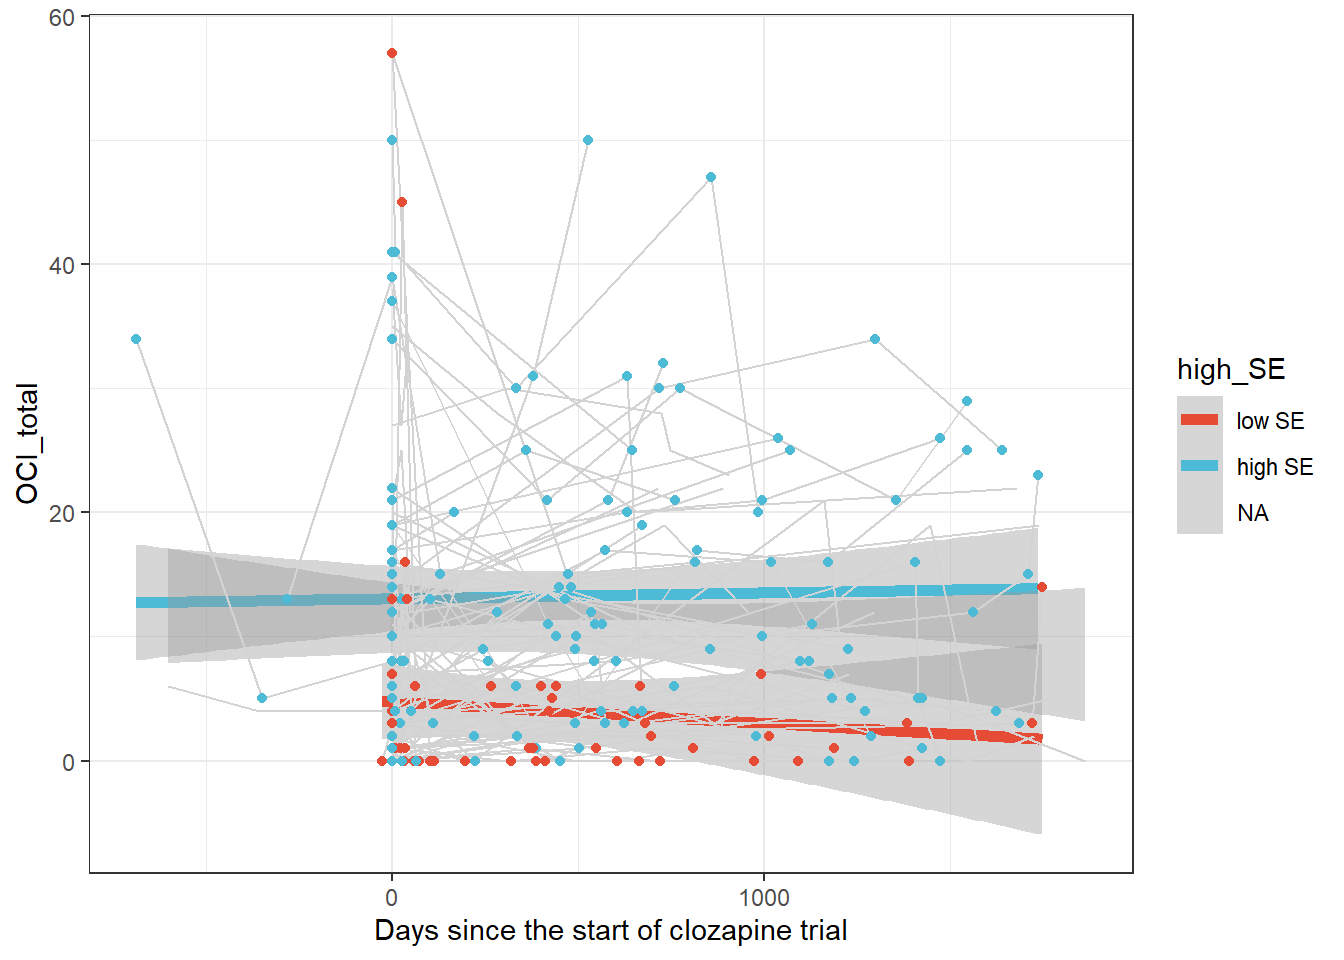 60
40
20
0
OCI_total
0
1000
Days since the start of clozapine trial
high_SE
low SE
high SE
NA